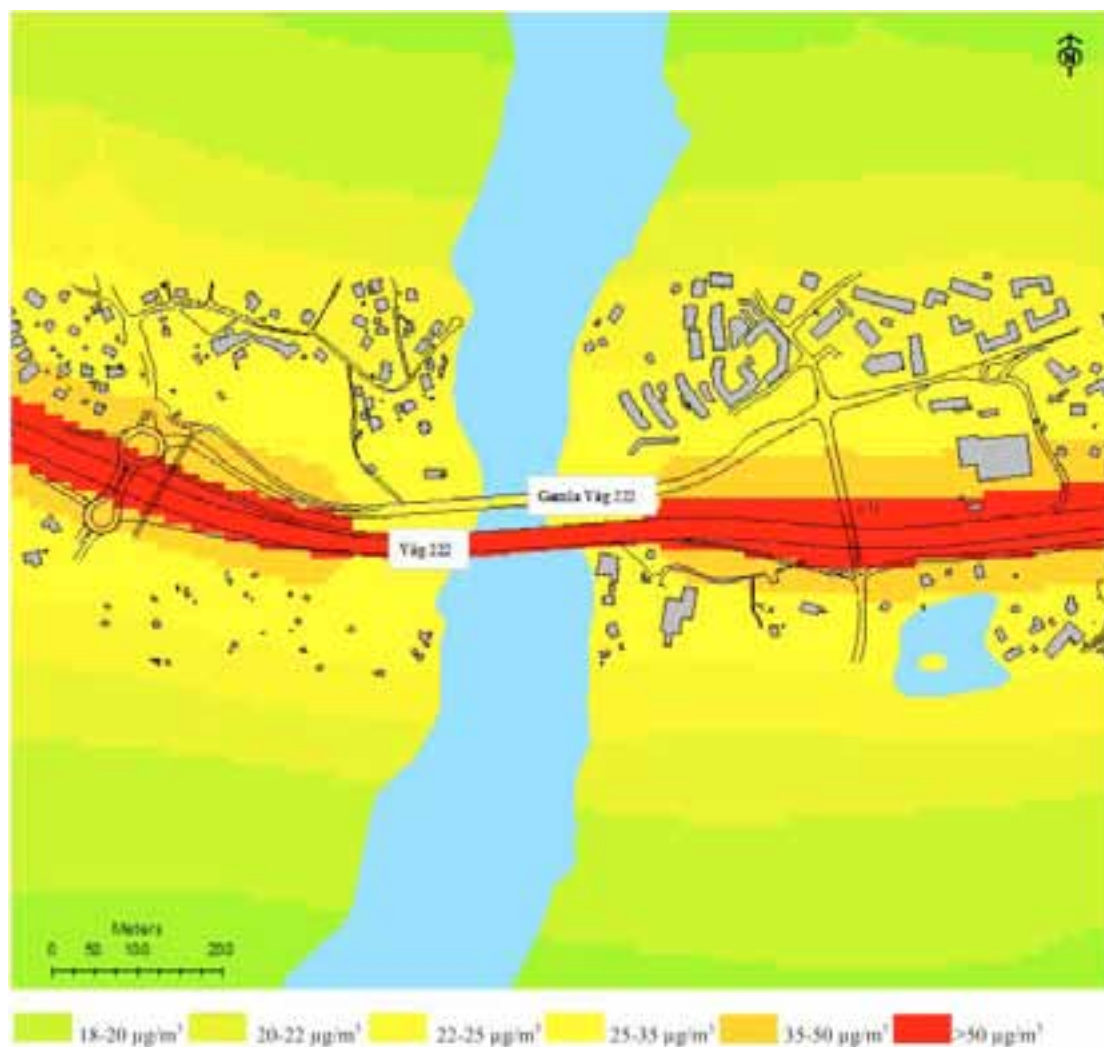 N
Gamla Väg 222
Väg 222
Meters
0 50 100 200
18-20 µg/m³ 20-22 µg/m³ 22-25 µg/m³ 25-35 µg/m³ 35-50 µg/m³ >50 µg/m³